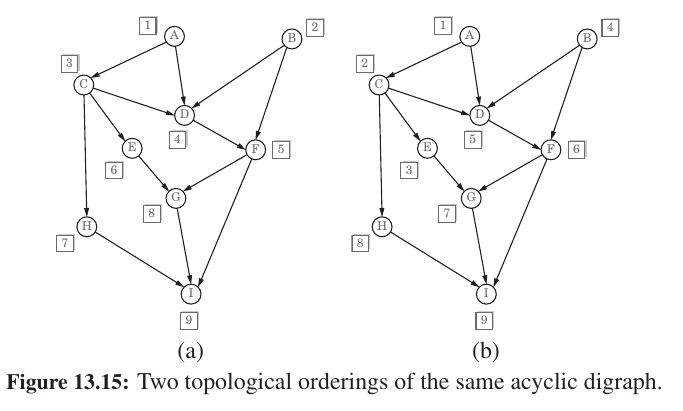 1 A 2 B
3 C
D
4
E F 5
6
G
8
H
7
I
9
(a)
1 A 4 B
2 C
D
5
E F 6
3
G
7
H
8
I
9
(b)
Figure 13.15: Two topological orderings of the same acyclic digraph.